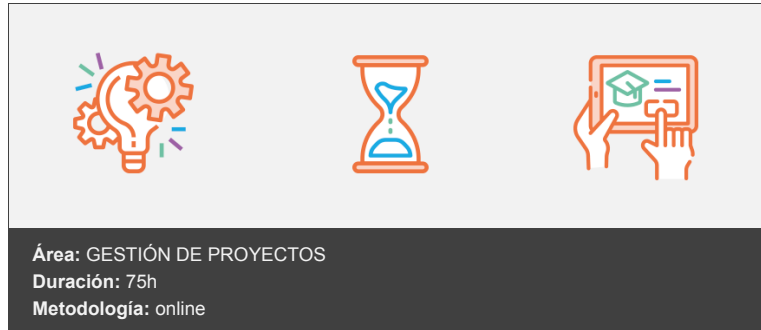 Área: GESTIÓN DE PROYECTOS
Duración: 75h
Metodología: online